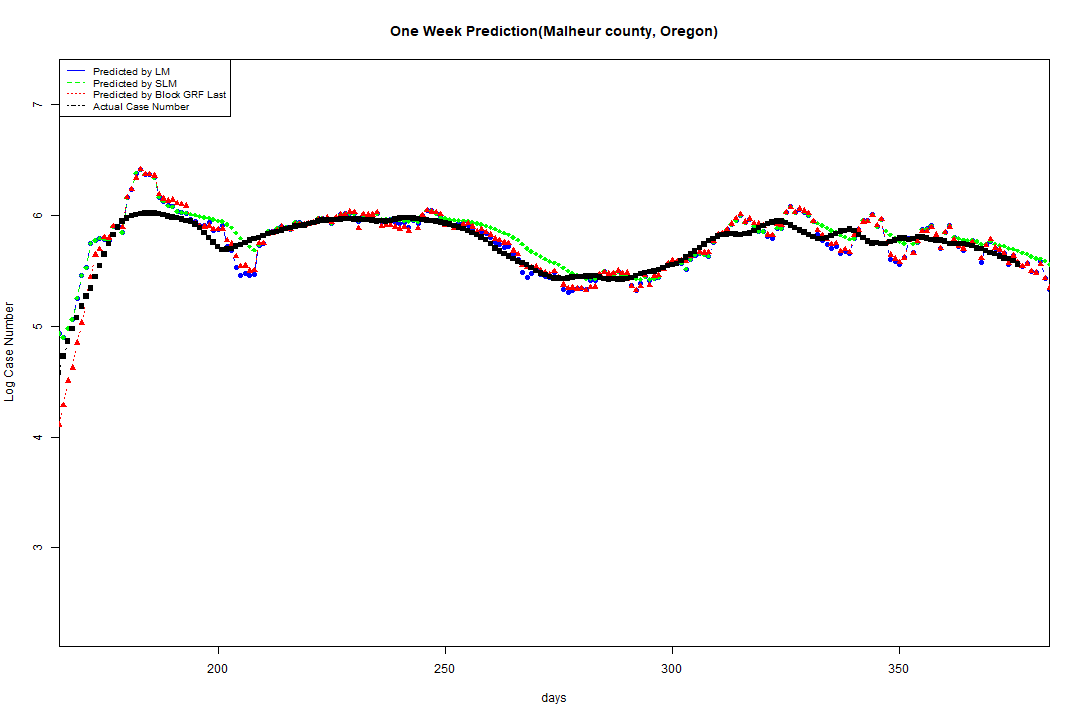 One Week Prediction(Malheur county, Oregon)
Predicted by LM
Predicted by SLM
Predicted by Block GRF Last
Actual Case Number
7
6
5
4
3
Log Case Number
200 250 300 350
days